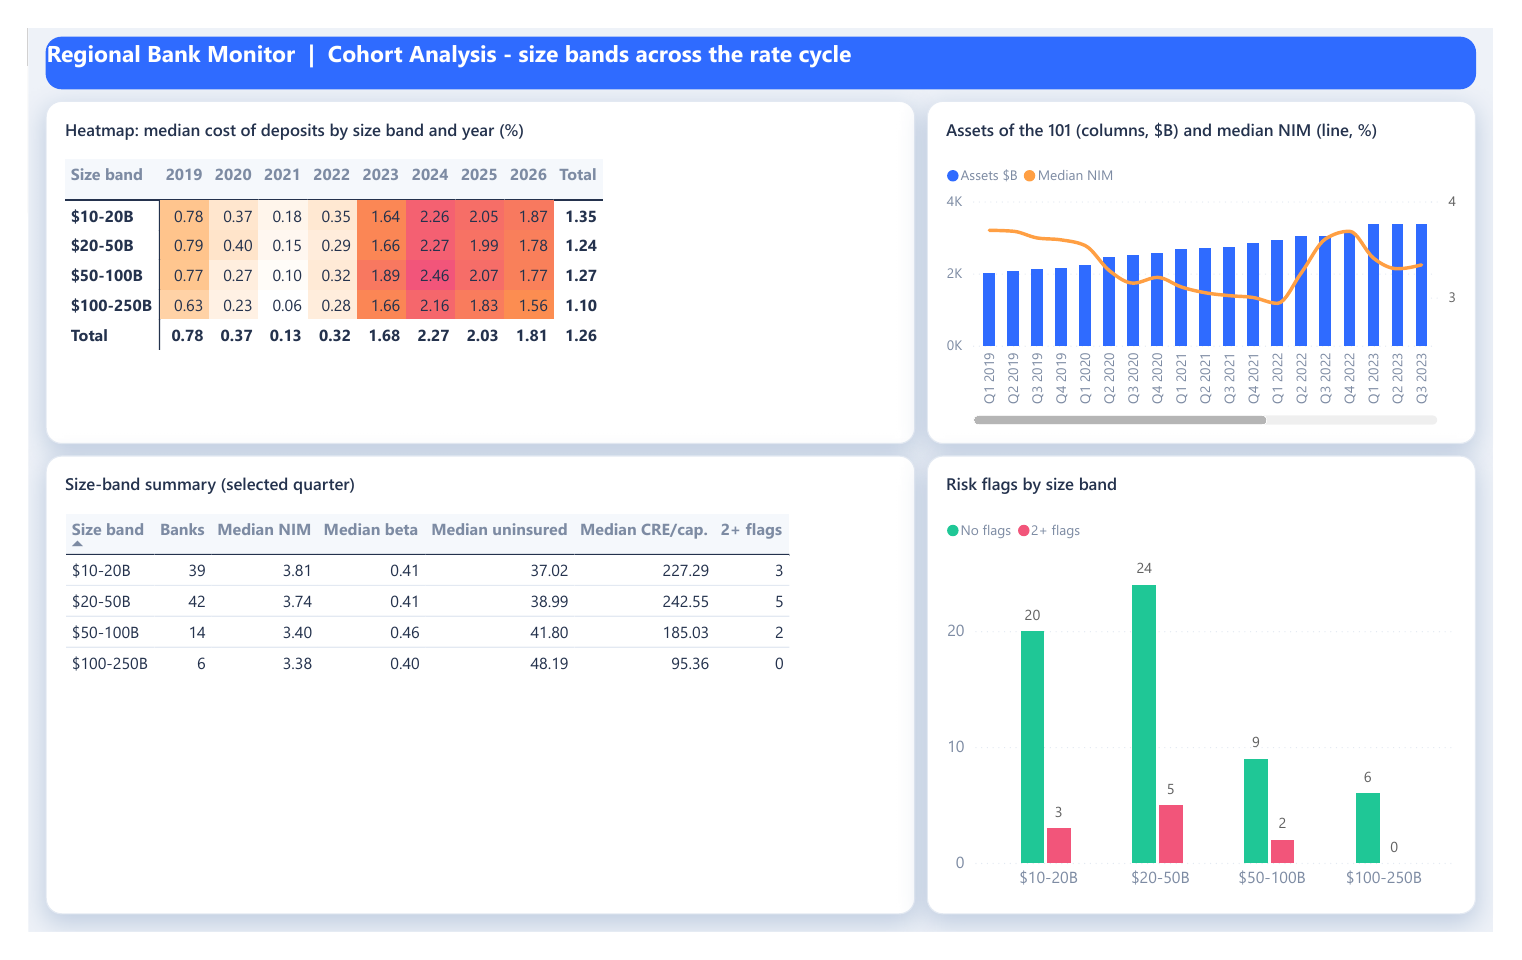 Regional Bank Monitor | Cohort Analysis - size bands across the rate cycle
Heatmap: median cost of deposits by size band and year (%)
Size band 2019 2020 2021 2022 2023 2024 2025 2026 Total
$10-20B 0.78 0.37 0.18 0.35 1.64 2.26 2.05 1.87 1.35
$20-50B 0.79 0.40 0.15 0.29 1.66 2.27 1.99 1.78 1.24
$50-100B 0.77 0.27 0.10 0.32 1.89 2.46 2.07 1.77 1.27
$100-250B 0.63 0.23 0.06 0.28 1.66 2.16 1.83 1.56 1.10
Total 0.78 0.37 0.13 0.32 1.68 2.27 2.03 1.81 1.26
Assets of the 101 (columns, $B) and median NIM (line, %)
Assets $B Median NIM
4K 4
2K
3
0K
Q1 2019 Q2 2019 Q3 2019 Q4 2019 Q1 2020 Q2 2020 Q3 2020 Q4 2020 Q1 2021 Q2 2021 Q3 2021 Q4 2021 Q1 2022 Q2 2022 Q3 2022 Q4 2022 Q1 2023 Q2 2023 Q3 2023
Size-band summary (selected quarter)
Size band Banks Median NIM Median beta Median uninsured Median CRE/cap. 2+ flags
$10-20B 39 3.81 0.41 37.02 227.29 3
$20-50B 42 3.74 0.41 38.99 242.55 5
$50-100B 14 3.40 0.46 41.80 185.03 2
$100-250B 6 3.38 0.40 48.19 95.36 0
Risk flags by size band
No flags 2+ flags
24
20
20
10
9
6
5
3
2
0
0
$10-20B $20-50B $50-100B $100-250B